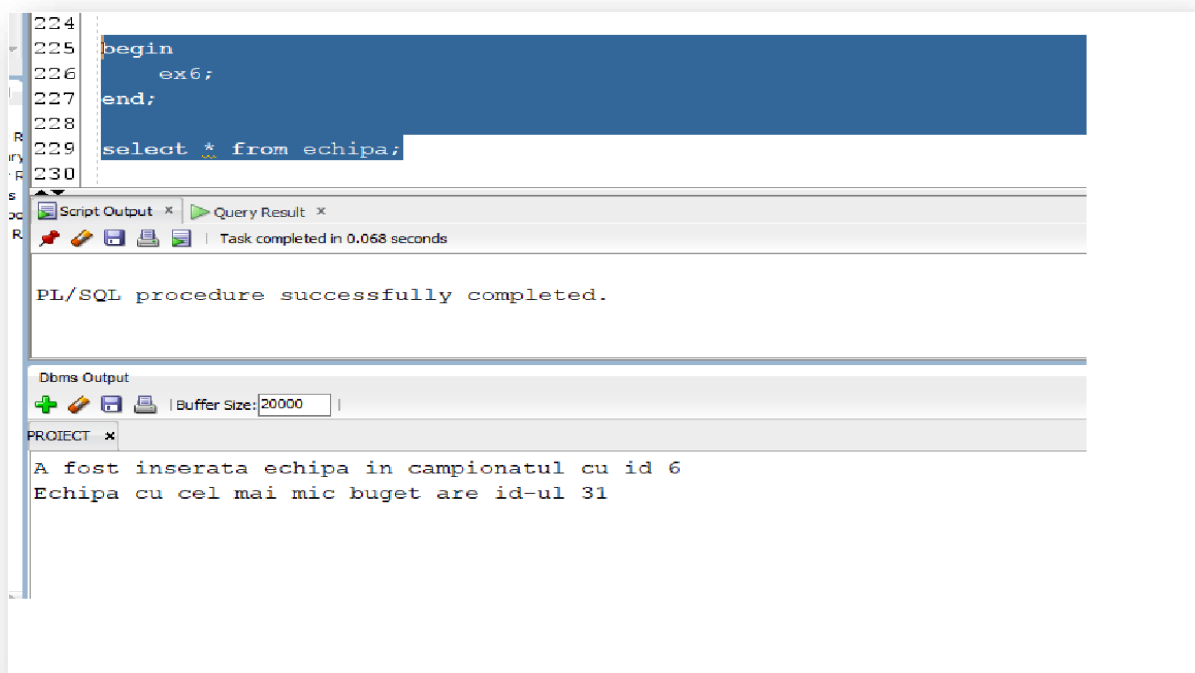 224
225 begin
226 ex6;
227 end;
228
229 select * from echipa;
230
Script Output × Query Result ×
Task completed in 0.068 seconds
PL/SQL procedure successfully completed.
Dbms Output
Buffer Size: 20000
PROIECT ×
A fost inserata echipa in campionatul cu id 6
Echipa cu cel mai mic buget are id-ul 31